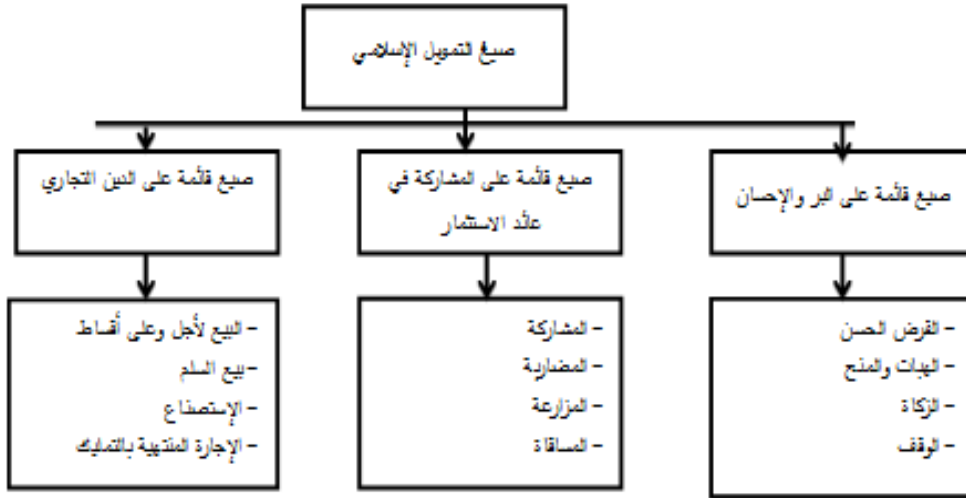 صيغ التمويل الإسلامي
صيغ قائمة على البر والإحسان
صيغ قائمة على المشاركة في
عائد الاستثمار
صيغ قائمة على الدين التجاري
- القرض الحسن
- الهبات والمنح
- الزكاة
- الوقف
- المشاركة
- المضاربة
- المزارعة
- المساقاة
- البيع لأجل وعلى أقساط
- بيع السلم
- الإستصناع
- الإجارة المنتهية بالتمليك